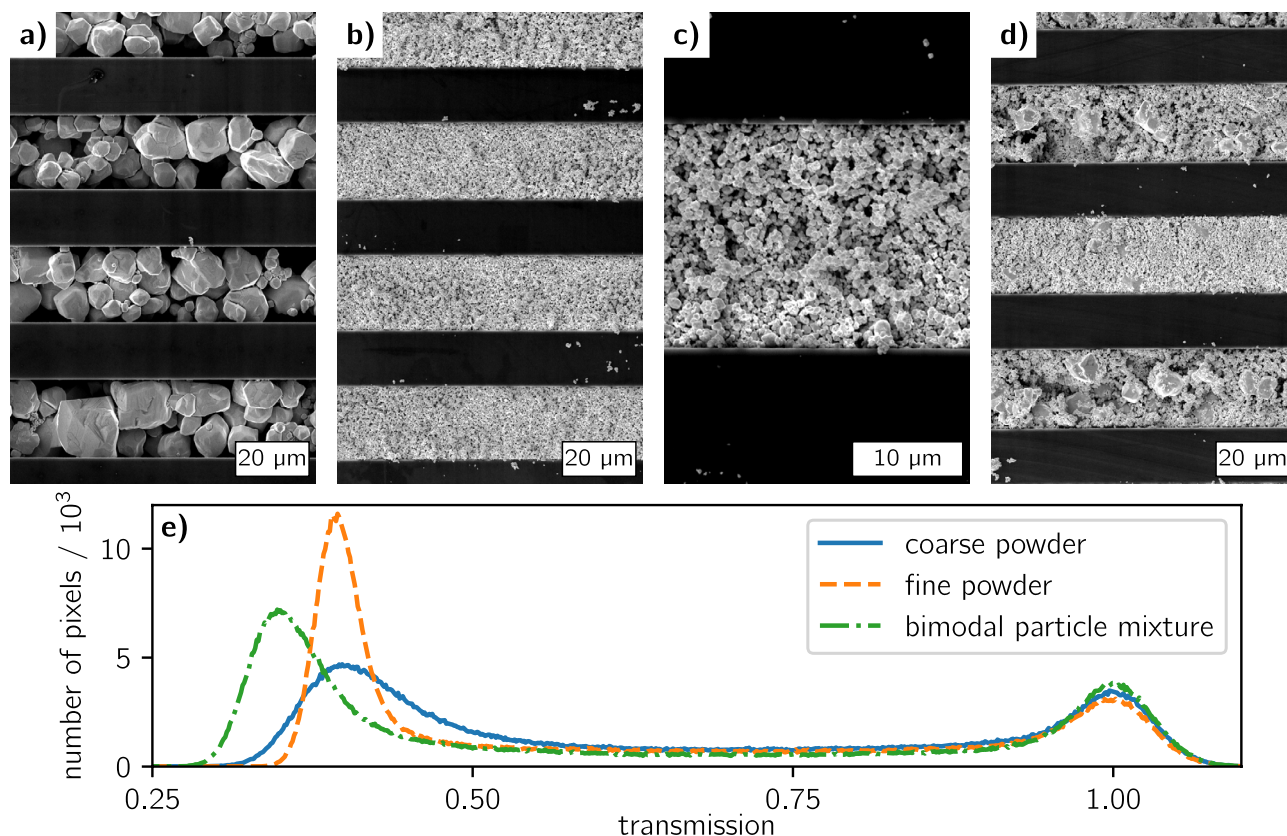 a)
b)
c)
d)
20 μm
20 μm
10 μm
20 μm
e)
number of pixels / 10³
10
5
0
coarse powder
fine powder
bimodal particle mixture
0.25
0.50
0.75
1.00
transmission